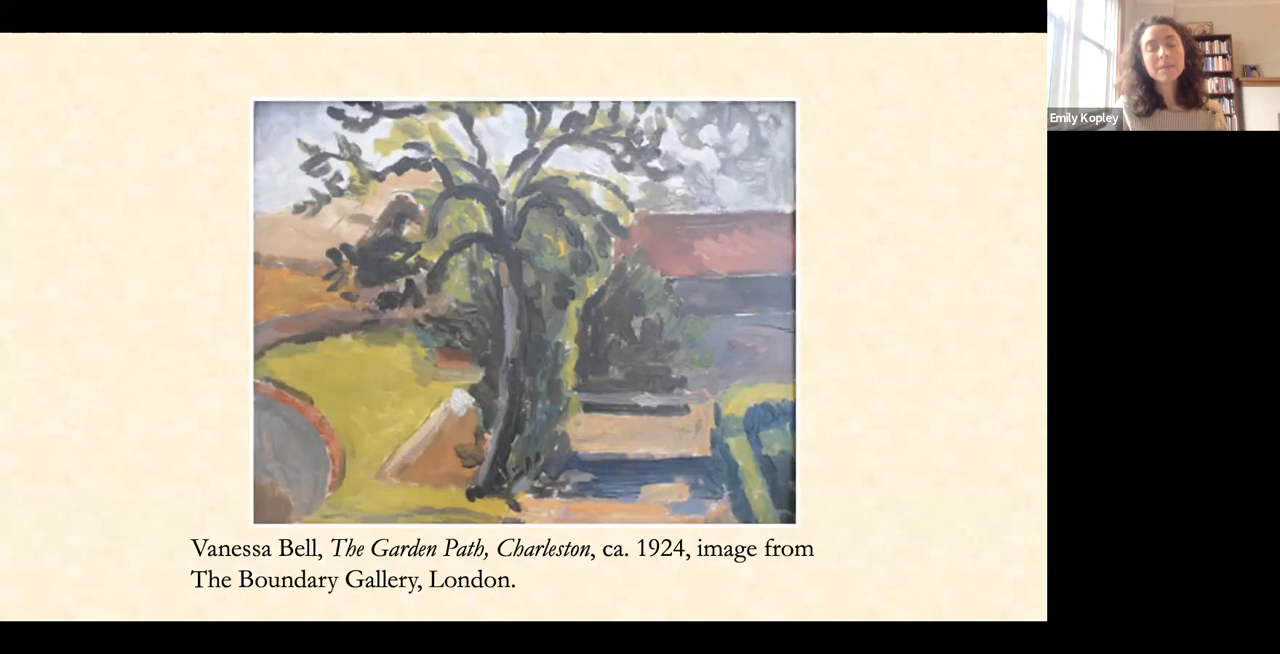 Emily Kopley
Vanessa Bell, The Garden Path, Charleston, ca. 1924, image from
The Boundary Gallery, London.